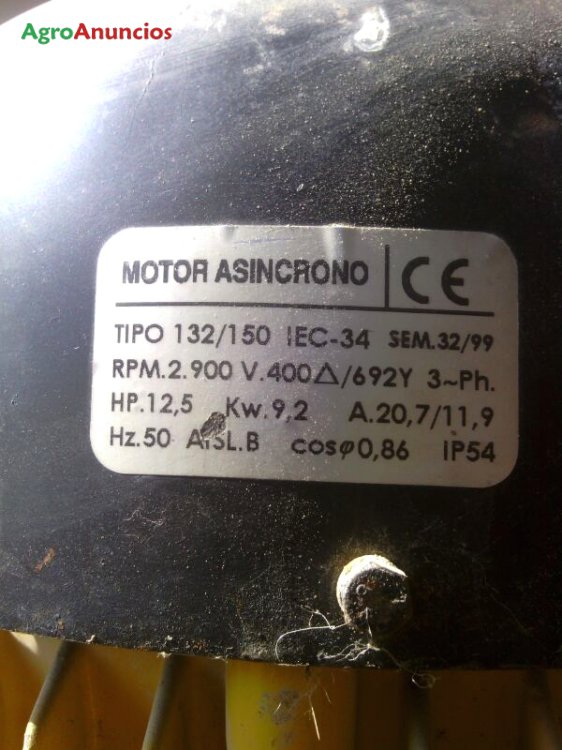 AgroAnuncios
MOTOR ASINCRONO CE
TIPO 132/150 IEC-34 SEM.32/99
RPM.2.900 V.400△/692Y 3~Ph.
HP.12,5 Kw.9,2 A.20,7/11,9
Hz.50 AISL.B cosφ0,86 IP54